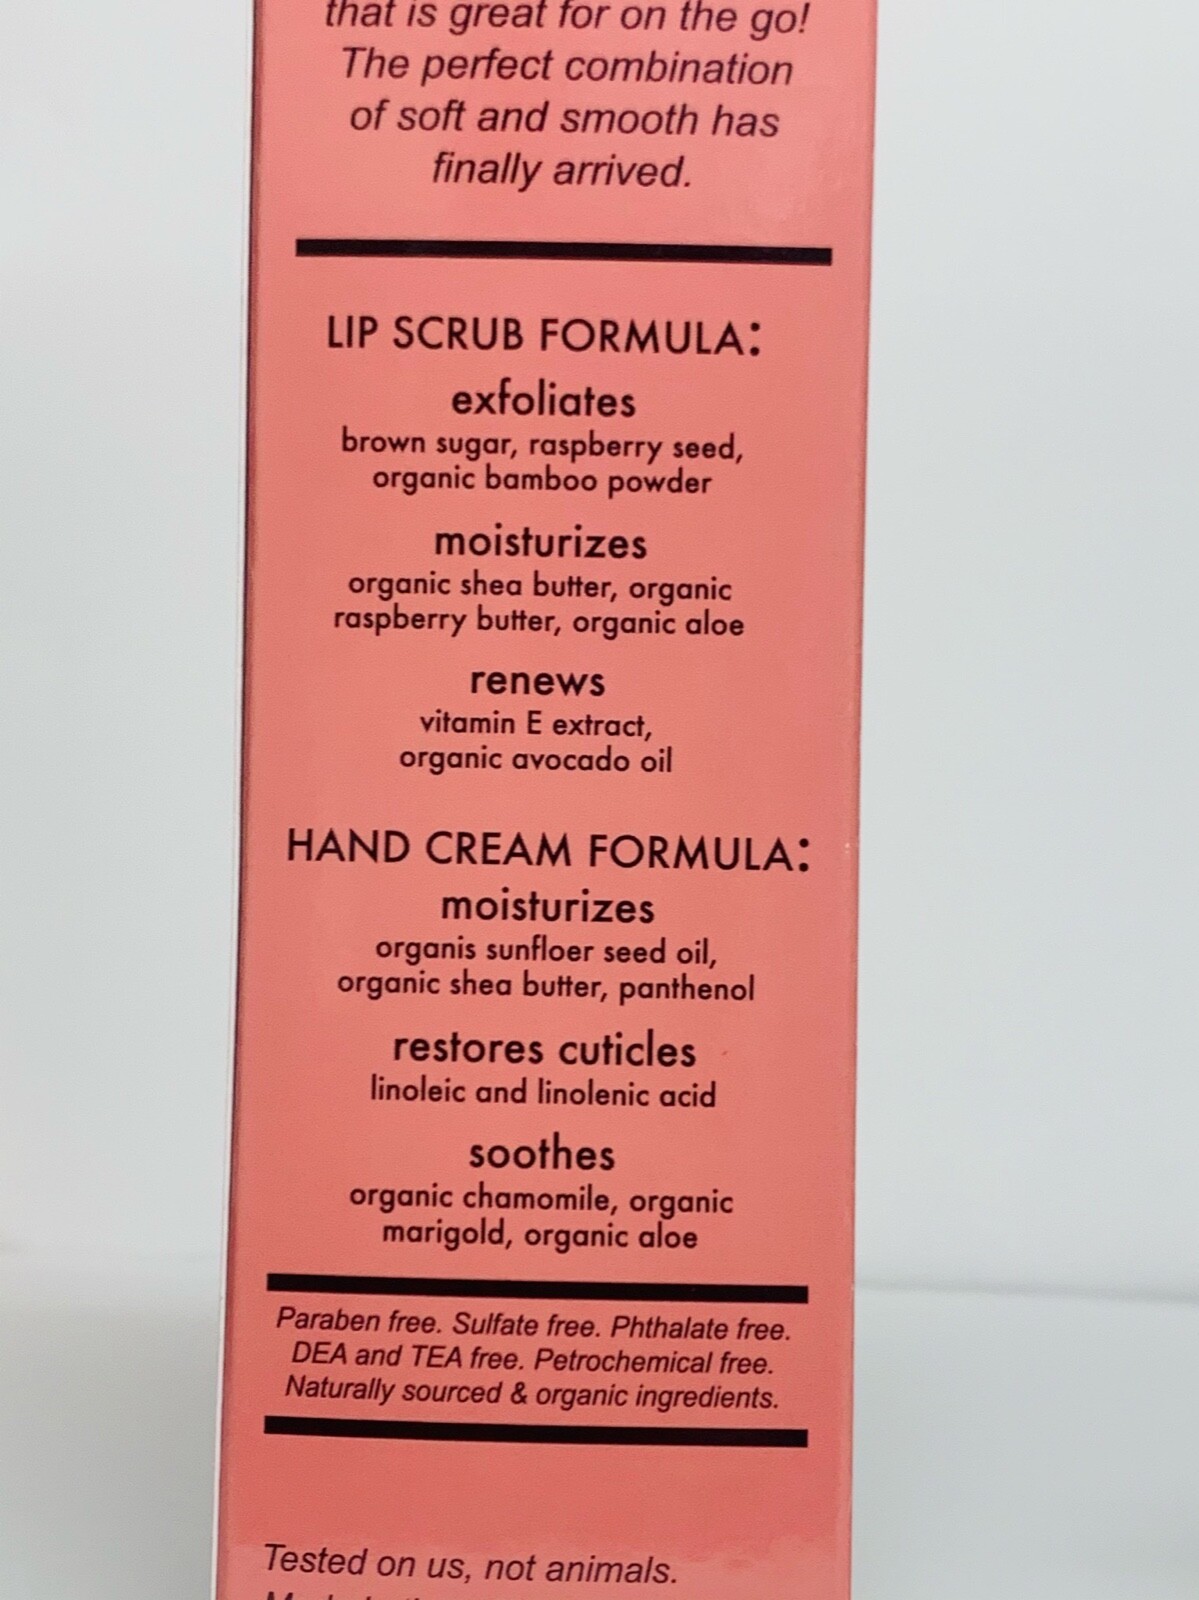 that is great for on the go!
The perfect combination
of soft and smooth has
finally arrived.
LIP SCRUB FORMULA:
exfoliates
brown sugar, raspberry seed,
organic bamboo powder
moisturizes
organic shea butter, organic
raspberry butter, organic aloe
renews
vitamin E extract,
organic avocado oil
HAND CREAM FORMULA:
moisturizes
organis sunfloer seed oil,
organic shea butter, panthenol
restores cuticles
linoleic and linolenic acid
soothes
organic chamomile, organic
marigold, organic aloe
Paraben free. Sulfate free. Phthalate free.
DEA and TEA free. Petrochemical free.
Naturally sourced & organic ingredients.
Tested on us, not animals.